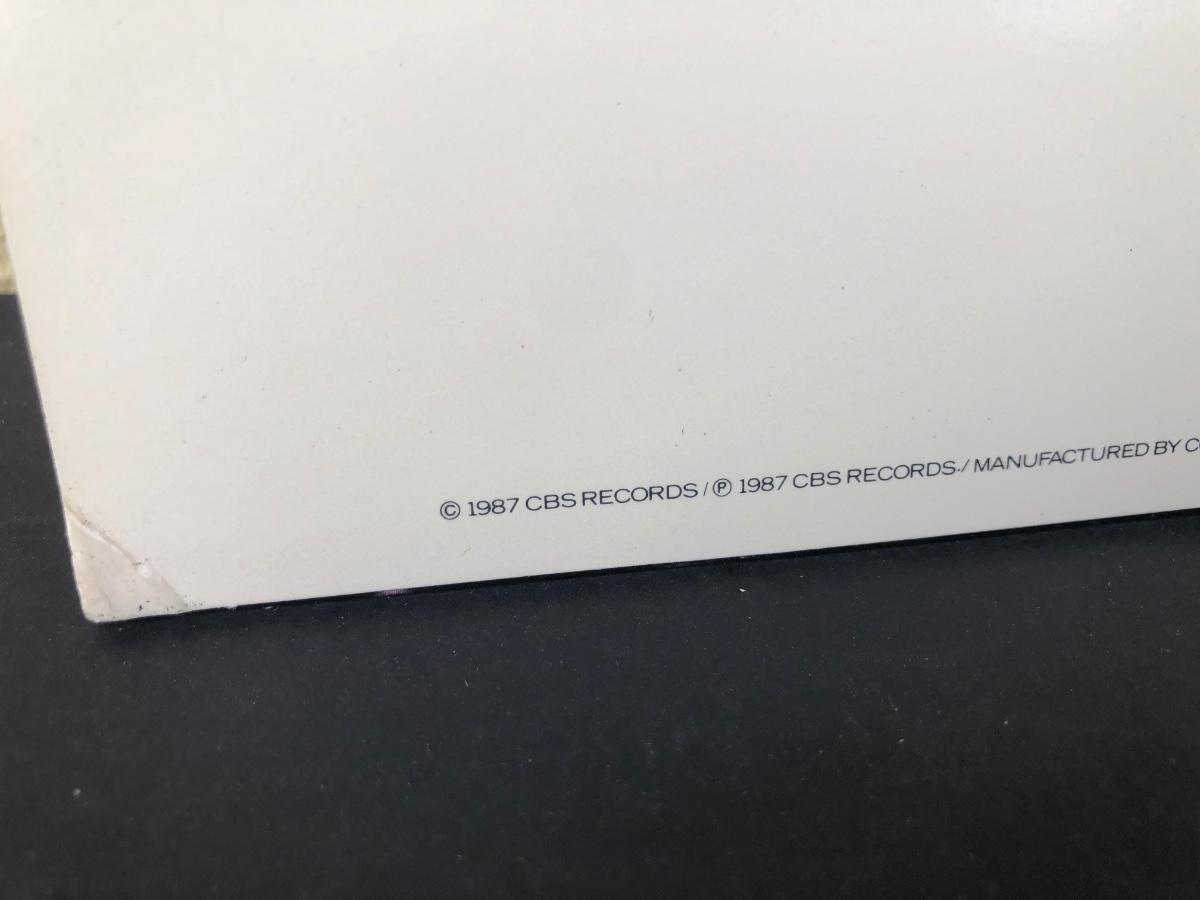 © 1987 CBS RECORDS / ℗ 1987 CBS RECORDS./ MANUFACTURED BY